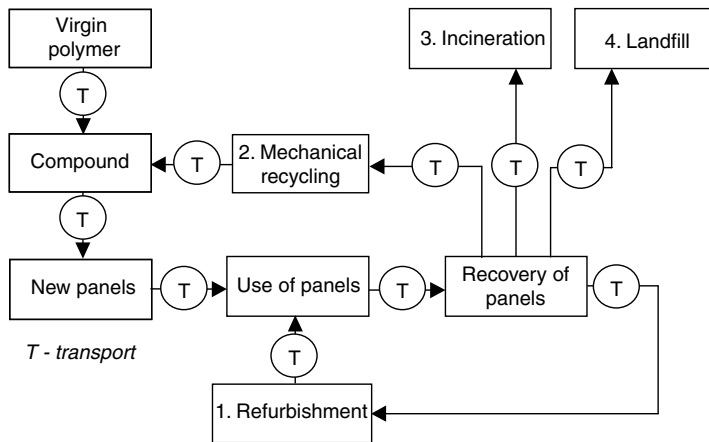 Virgin
polymer
3. Incineration
4. Landfill
T
Compound
T
2. Mechanical
recycling
T
T
T
T
New panels
T
Use of panels
T
Recovery of
panels
T
T - transport
T
1. Refurbishment